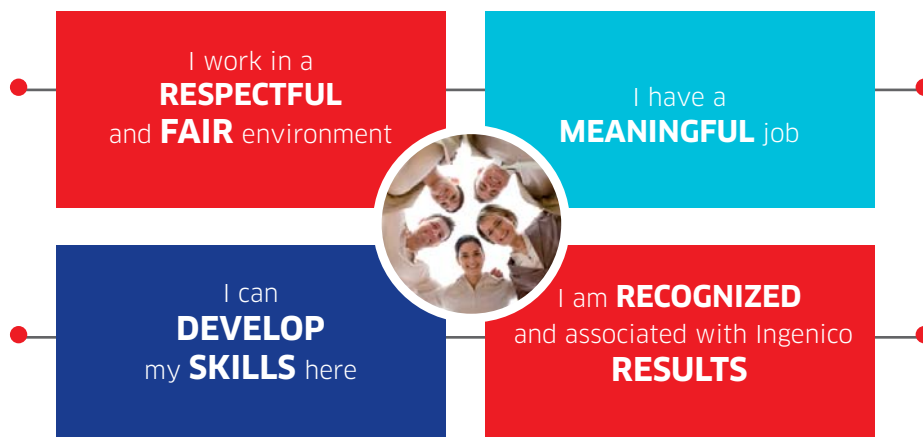 I work in a
RESPECTFUL
and FAIR environment
I have a
MEANINGFUL job
I can
DEVELOP
my SKILLS here
I am RECOGNIZED
and associated with Ingenico
RESULTS